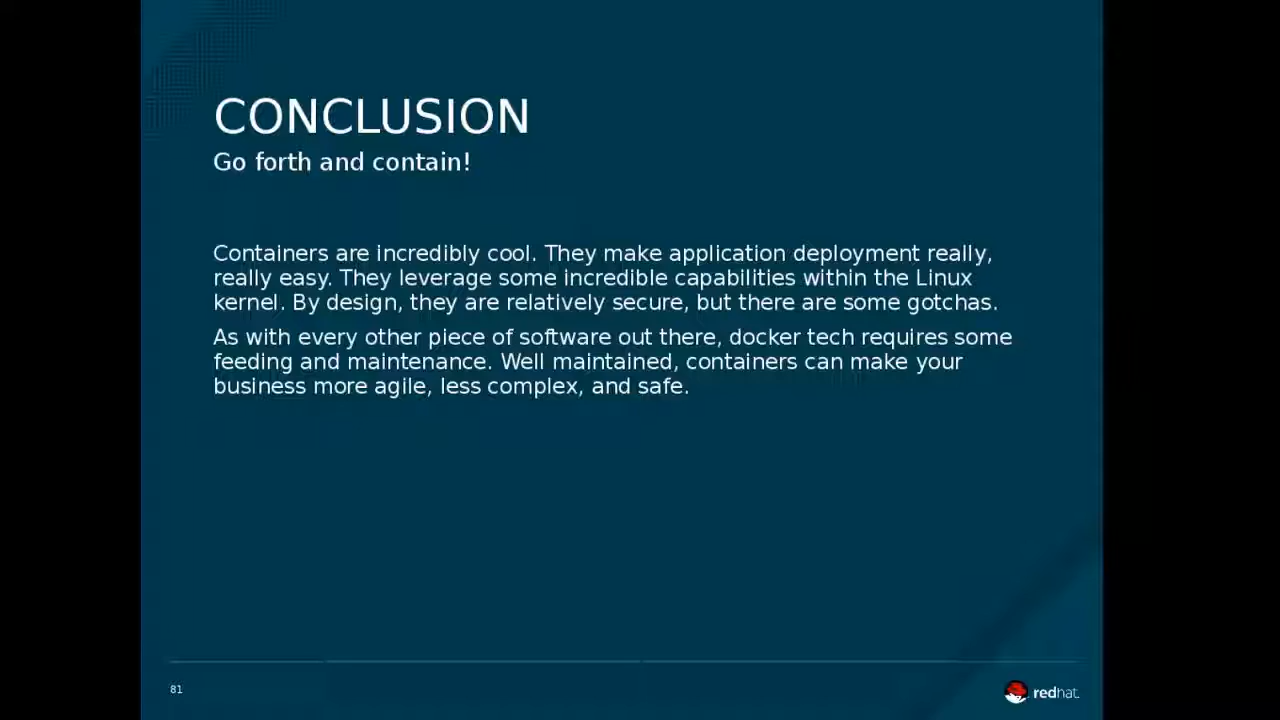 CONCLUSION
Go forth and contain!
Containers are incredibly cool. They make application deployment really,
really easy. They leverage some incredible capabilities within the Linux
kernel. By design, they are relatively secure, but there are some gotchas.
As with every other piece of software out there, docker tech requires some
feeding and maintenance. Well maintained, containers can make your
business more agile, less complex, and safe.
81
redhat.